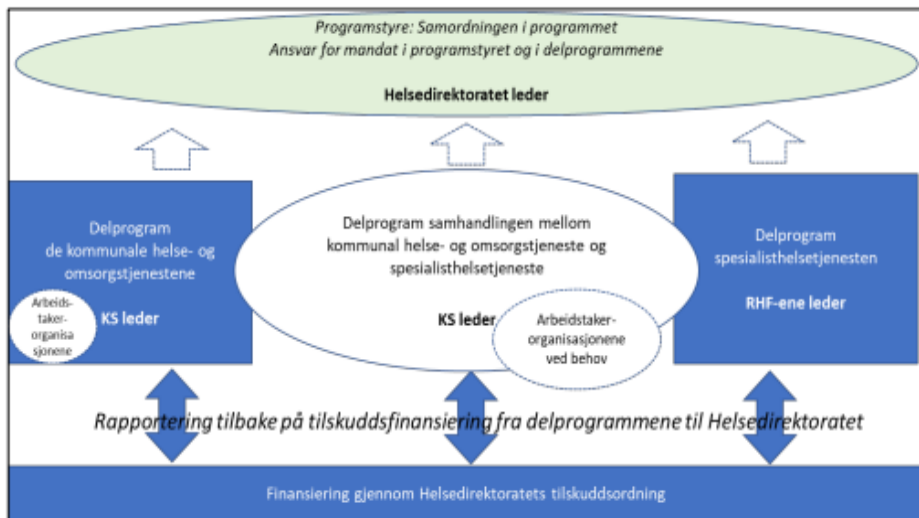 Programstyre: Samordningen i programmet
Ansvar for mandat i programstyret og i delprogrammene
Helsedirektoratet leder
Delprogram
de kommunale helse- og
omsorgstjenestene
KS leder
Arbeids-
taker-
organisa
sjonene
Delprogram samhandlingen mellom
kommunal helse- og omsorgstjeneste og
spesialisthelsetjeneste
KS leder
Arbeidstaker-
organisasjonene
ved behov
Delprogram
spesialisthelsetjenesten
RHF-ene leder
Rapportering tilbake på tilskuddsfinansiering fra delprogrammene til Helsedirektoratet
Finansiering gjennom Helsedirektoratets tilskuddsordning